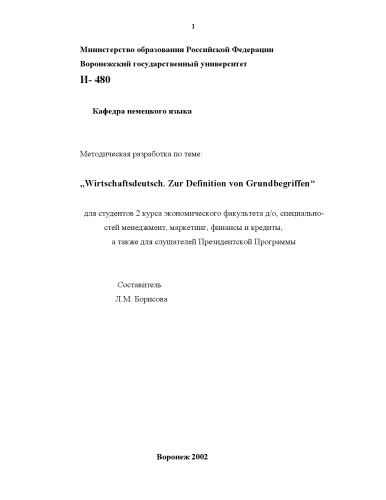 1
Министерство образования Российской Федерации
Воронежский государственный университет
И- 480
Кафедра немецкого языка
Методическая разработка по теме:
„Wirtschaftsdeutsch. Zur Definition von Grundbegriffen“
для студентов 2 курса экономического факультета д/о, специально-
стей менеджмент, маркетинг, финансы и кредиты,
а также для слушателей Президентской Программы
Составитель
Л.М. Борисова
Воронеж 2002